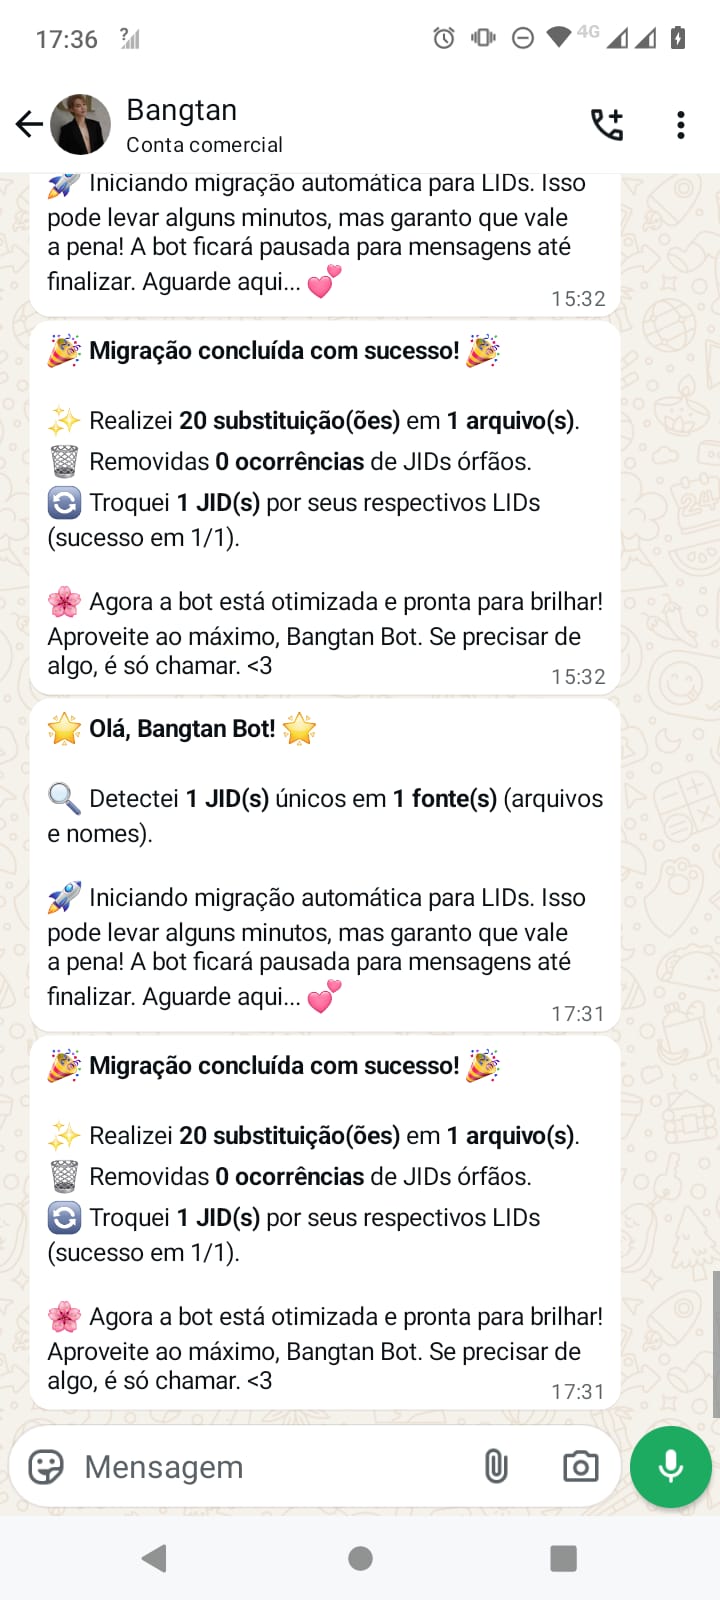 17:36
4G
Bangtan
Conta comercial
Iniciando migração automática para LIDs. Isso
pode levar alguns minutos, mas garanto que vale
a pena! A bot ficará pausada para mensagens até
finalizar. Aguarde aqui...
15:32
Migração concluída com sucesso!
Realizei 20 substituição(ões) em 1 arquivo(s).
Removidas 0 ocorrências de JIDs órfãos.
Troquei 1 JID(s) por seus respectivos LIDs
(sucesso em 1/1).
Agora a bot está otimizada e pronta para brilhar!
Aproveite ao máximo, Bangtan Bot. Se precisar de
algo, é só chamar. <3
15:32
Olá, Bangtan Bot!
Detectei 1 JID(s) únicos em 1 fonte(s) (arquivos
e nomes).
Iniciando migração automática para LIDs. Isso
pode levar alguns minutos, mas garanto que vale
a pena! A bot ficará pausada para mensagens até
finalizar. Aguarde aqui...
17:31
Migração concluída com sucesso!
Realizei 20 substituição(ões) em 1 arquivo(s).
Removidas 0 ocorrências de JIDs órfãos.
Troquei 1 JID(s) por seus respectivos LIDs
(sucesso em 1/1).
Agora a bot está otimizada e pronta para brilhar!
Aproveite ao máximo, Bangtan Bot. Se precisar de
algo, é só chamar. <3
17:31
Mensagem